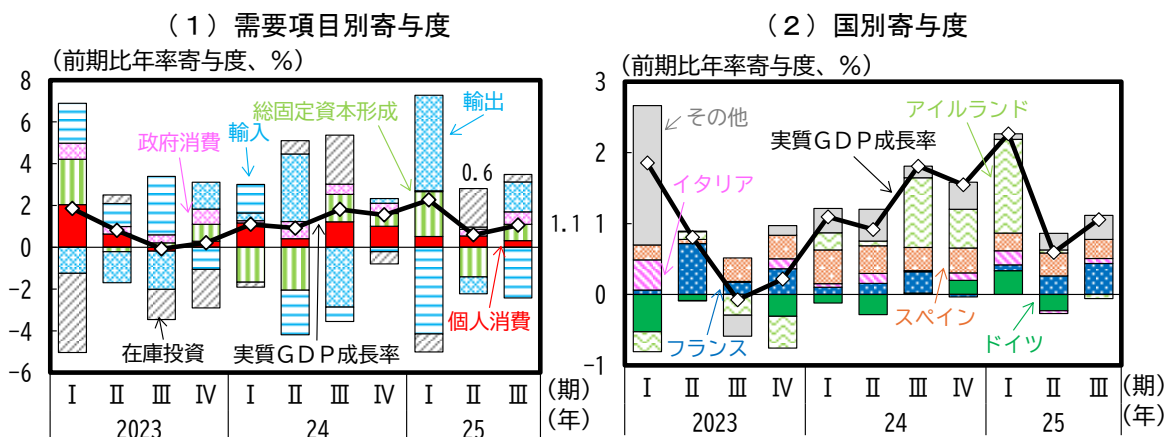 （１）需要項目別寄与度
(前期比年率寄与度、％)
8
6
4
2
0
−2
−4
−6
政府消費
輸入
総固定資本形成
輸出
0.6
1.1
在庫投資
実質ＧＤＰ成長率
個人消費
Ⅰ Ⅱ Ⅲ Ⅳ Ⅰ Ⅱ Ⅲ Ⅳ Ⅰ Ⅱ Ⅲ (期)
2023 24 25 (年)
（２）国別寄与度
(前期比年率寄与度、％)
3
2
1
0
−1
その他
実質ＧＤＰ成長率
アイルランド
イタリア
フランス
スペイン
ドイツ
Ⅰ Ⅱ Ⅲ Ⅳ Ⅰ Ⅱ Ⅲ Ⅳ Ⅰ Ⅱ Ⅲ (期)
2023 24 25 (年)